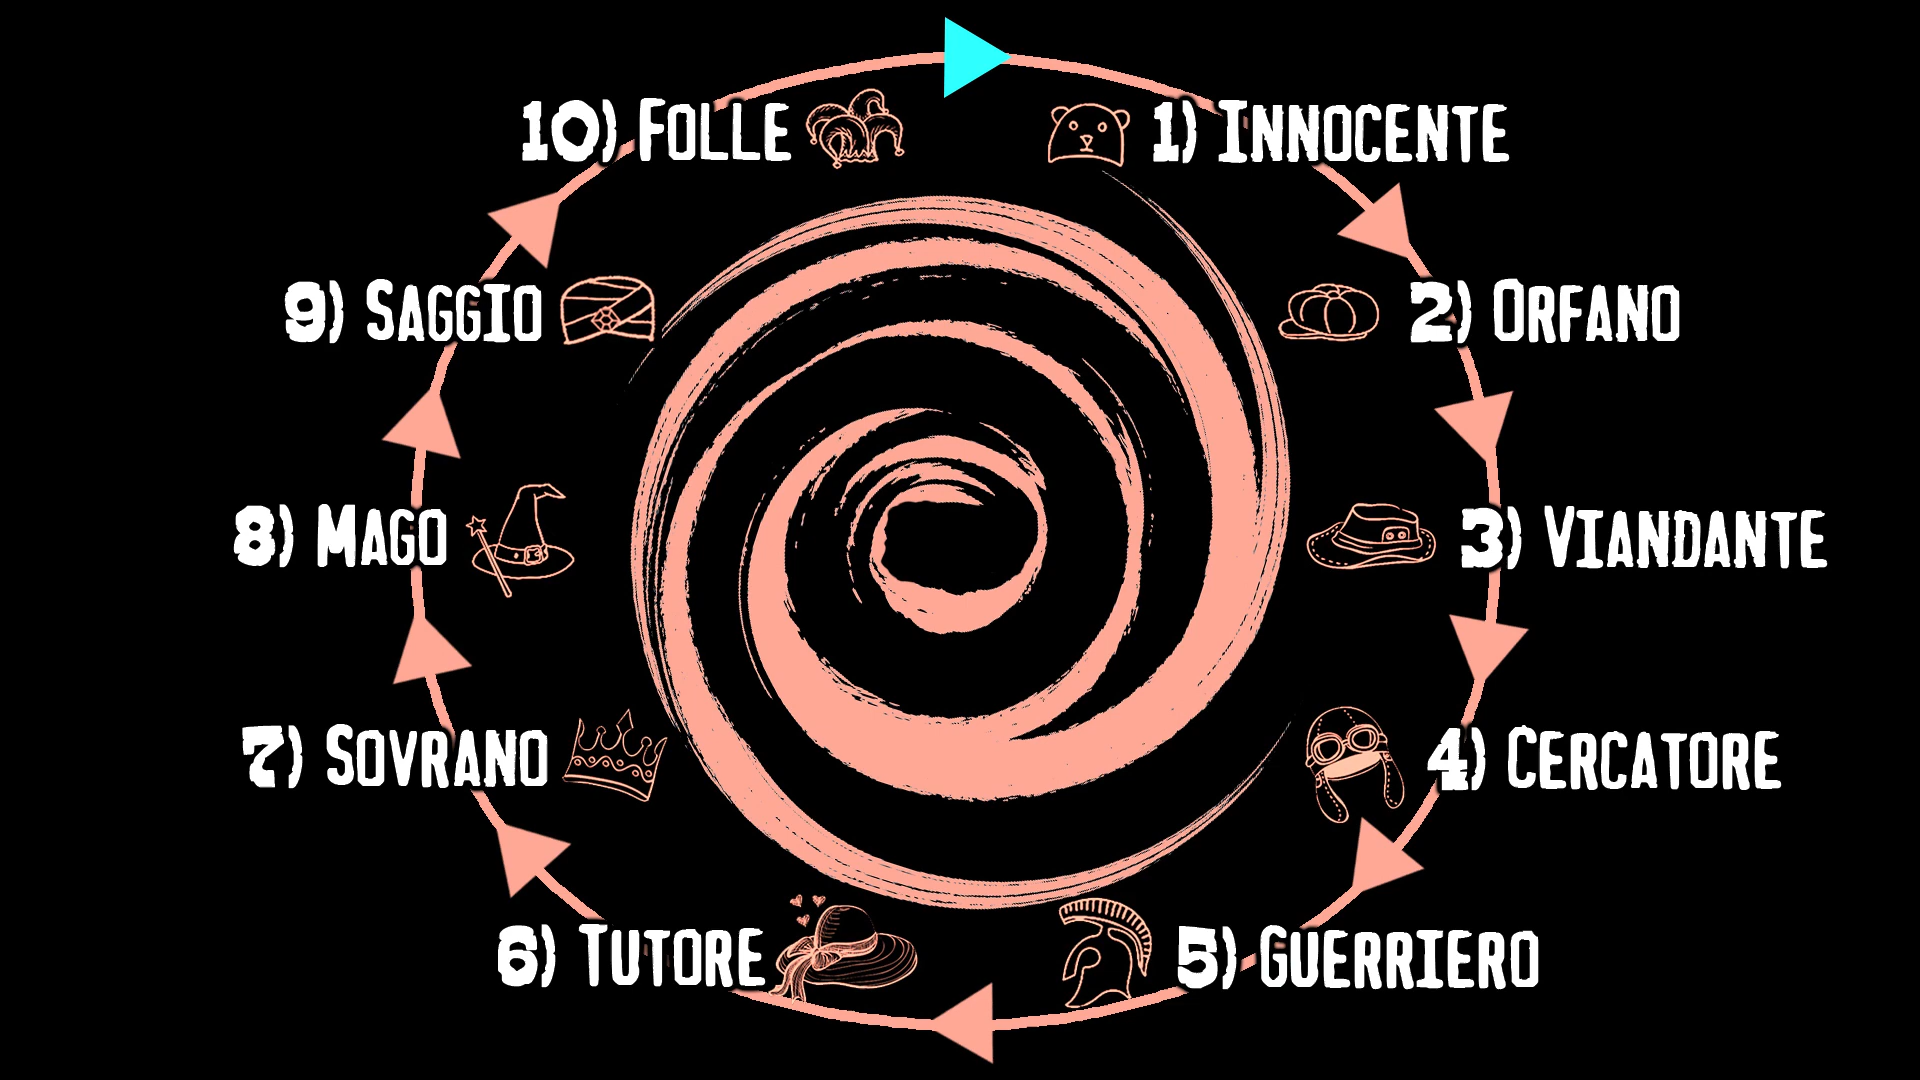 1) Innocente
2) Orfano
3) Viandante
4) Cercatore
5) Guerriero
6) Tutore
7) Sovrano
8) Mago
9) Saggio
10) Folle